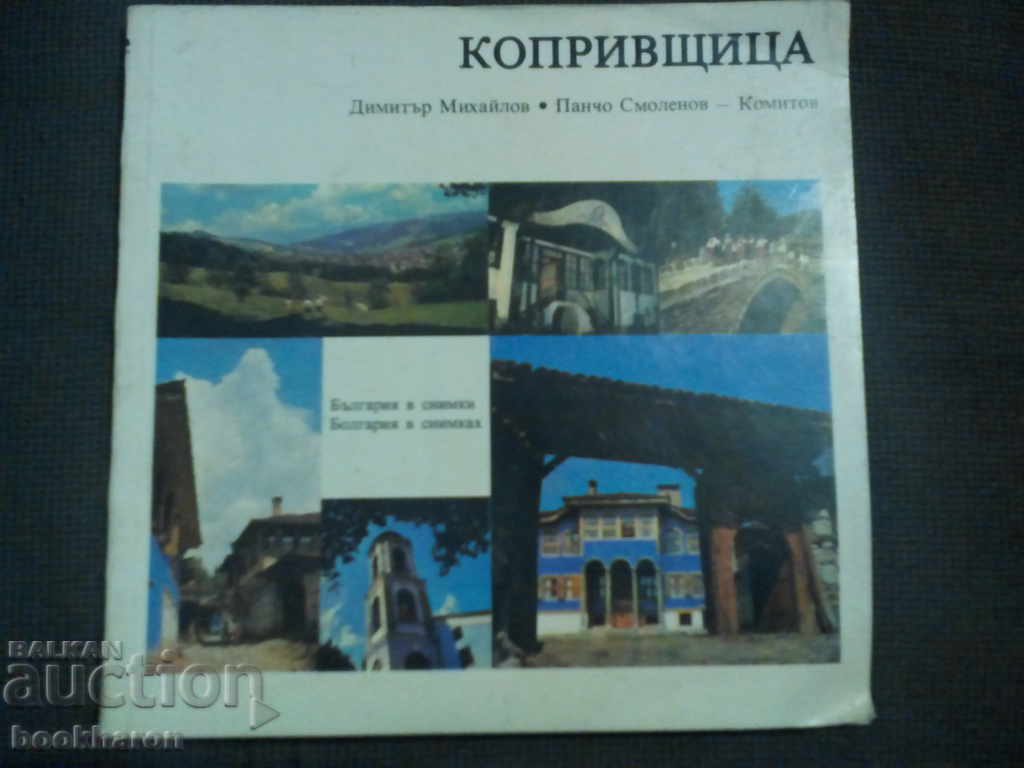 КОПРИВЩИЦА
Димитър Михайлов • Панчо Смоленов – Комитов
България в снимки
Болгария в снимках
BALKAN
auction
bookharon